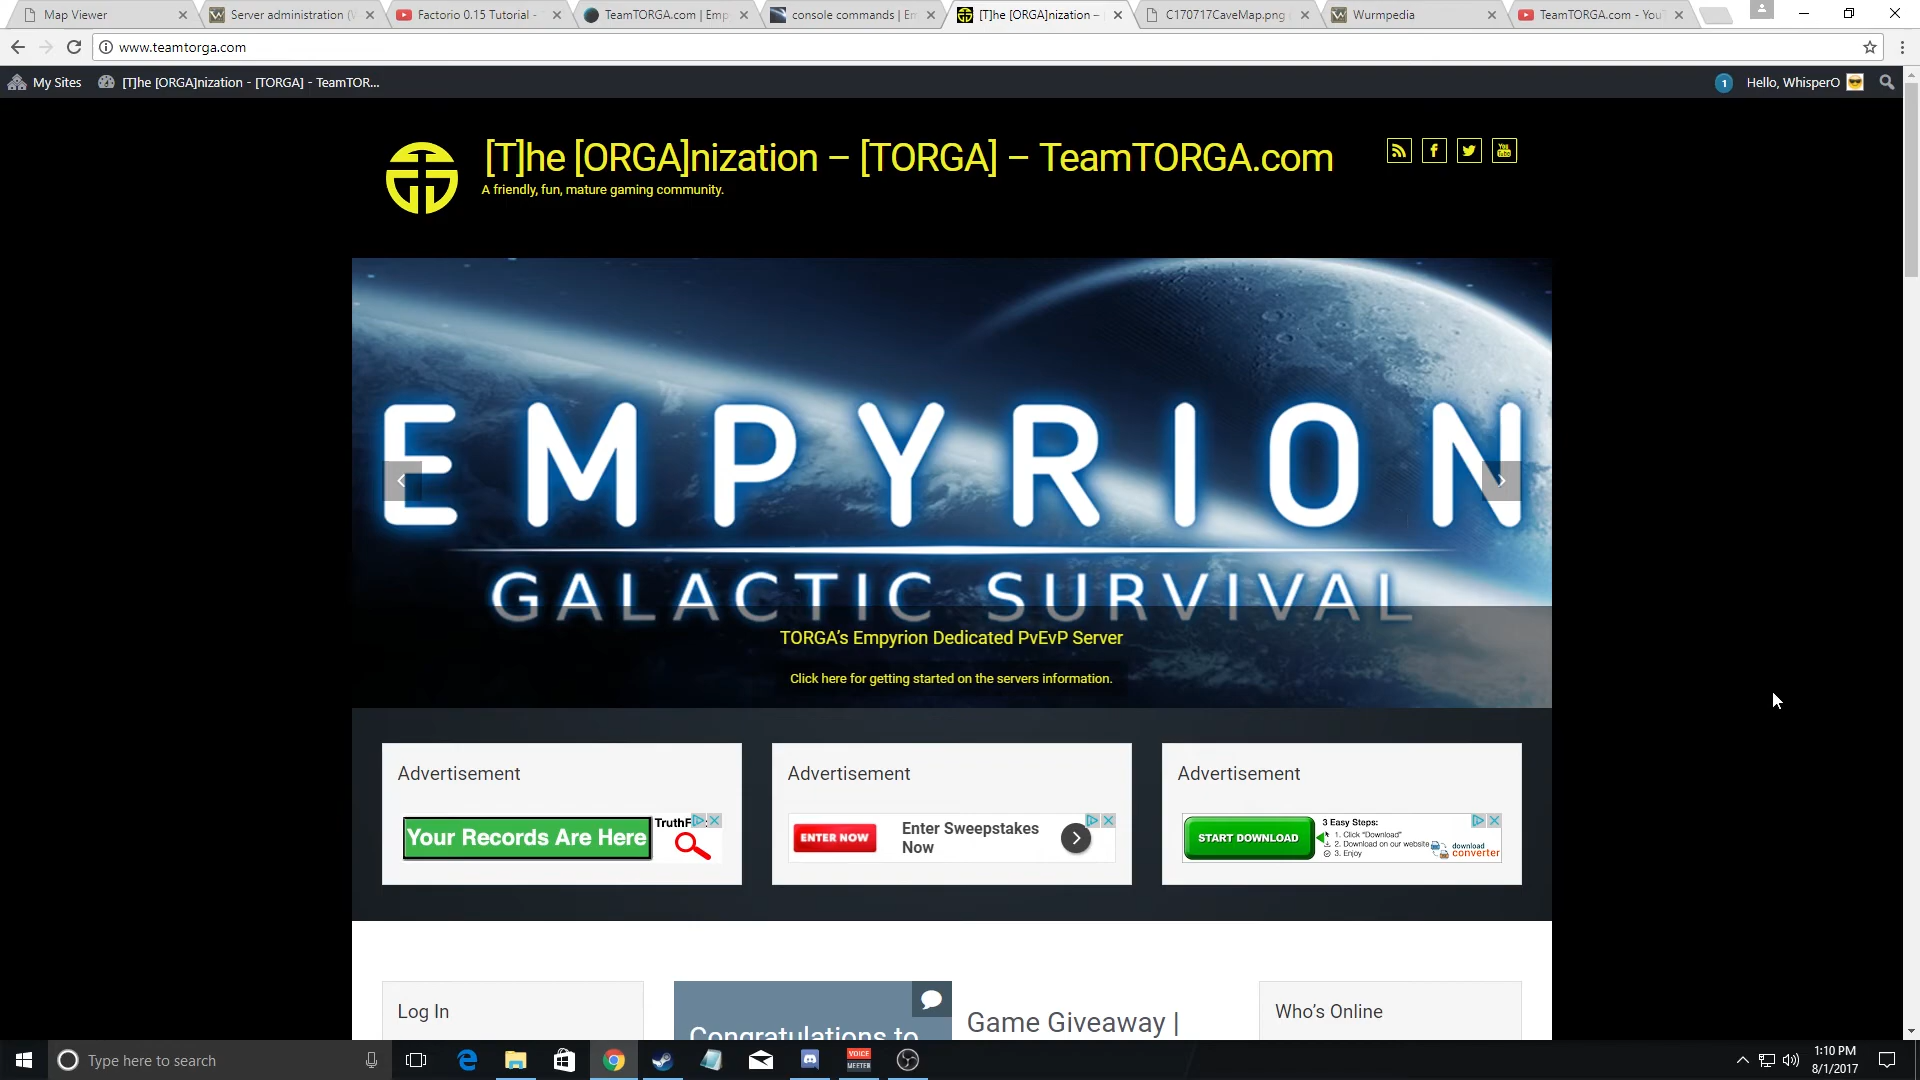 Map Viewer
Server administration (
Factorio 0.15 Tutorial -
TeamTORGA.com | Emp
console commands | Em
[T]he [ORGA]nization –
C170717CaveMap.png
Wurmpedia
TeamTORGA.com - YouT
www.teamtorga.com
My Sites
[T]he [ORGA]nization - [TORGA] - TeamTOR...
1
Hello, WhisperO
[T]he [ORGA]nization – [TORGA] – TeamTORGA.com
A friendly, fun, mature gaming community.
You
Tube
EMPYRION
GALACTIC SURVIVAL
TORGA’s Empyrion Dedicated PvEvP Server
Click here for getting started on the servers information.
Advertisement
Your Records Are Here
TruthF
Advertisement
ENTER NOW
Enter Sweepstakes
Now
Advertisement
START DOWNLOAD
3 Easy Steps:
1. Click "Download"
2. Download on our website
3. Enjoy
download
converter
Log In
Congratulations to
Game Giveaway |
Who’s Online
Type here to search
VOICE
MEETER
1:10 PM
8/1/2017